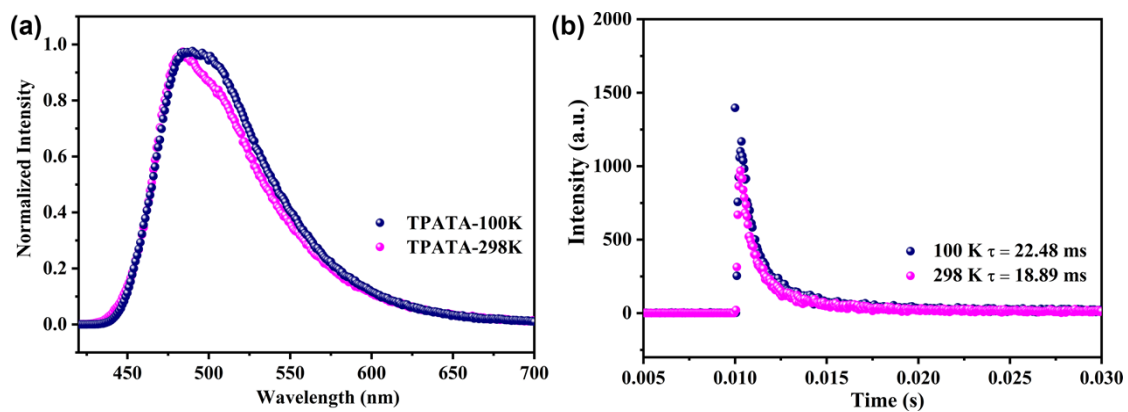 (a)
Normalized Intensity
1.0
0.8
0.6
0.4
0.2
0.0
TPATA-100K
TPATA-298K
450
500
550
600
650
700
Wavelength (nm)
(b)
Intensity (a.u.)
2000
1500
1000
500
0
100 K τ = 22.48 ms
298 K τ = 18.89 ms
0.005
0.010
0.015
0.020
0.025
0.030
Time (s)